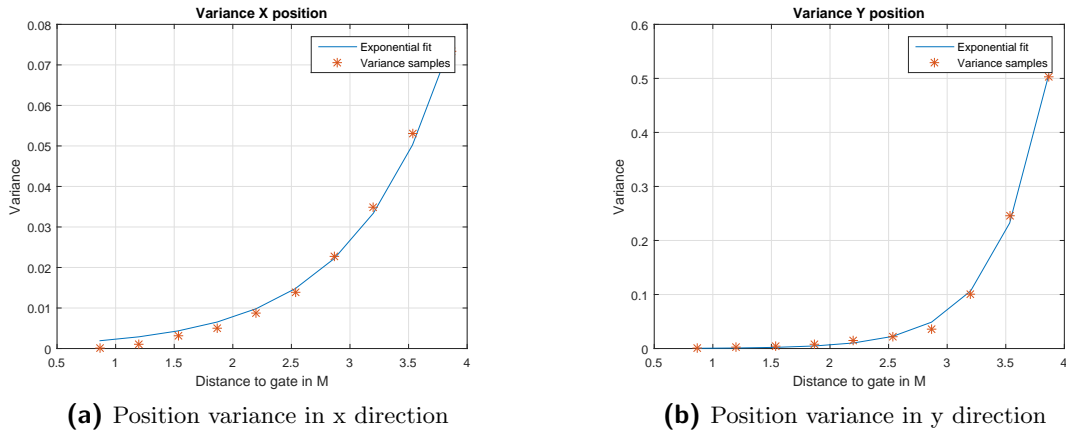 Variance X position
0.08
0.07
0.06
0.05
0.04
0.03
0.02
0.01
0
Variance
Exponential fit
Variance samples
0.5 1 1.5 2 2.5 3 3.5 4
Distance to gate in M
(a) Position variance in x direction
Variance Y position
0.6
0.5
0.4
0.3
0.2
0.1
0
Variance
Exponential fit
Variance samples
0.5 1 1.5 2 2.5 3 3.5 4
Distance to gate in M
(b) Position variance in y direction